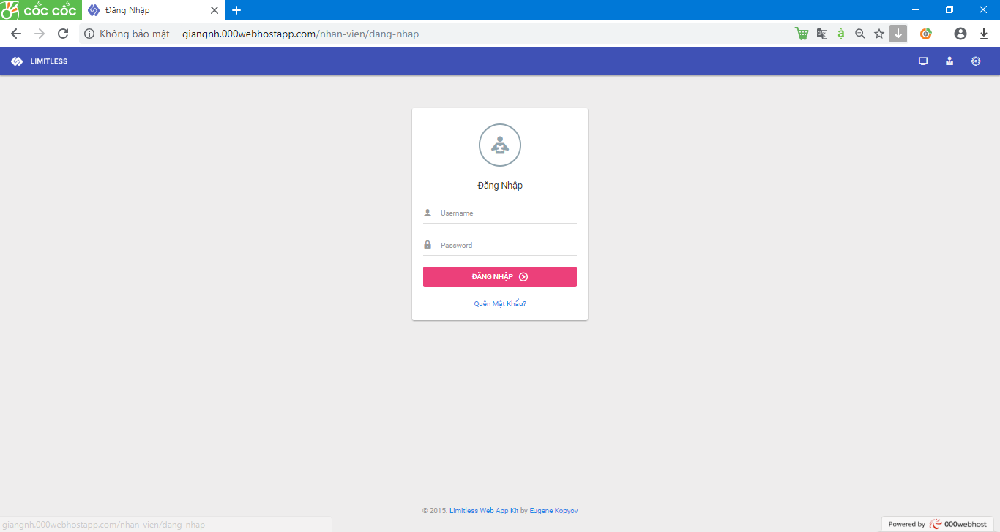 cốc cốc
Đăng Nhập
Không bảo mật
giangnh.000webhostapp.com/nhan-vien/dang-nhap
LIMITLESS
Đăng Nhập
Username
Password
ĐĂNG NHẬP
Quên Mật Khẩu?
© 2015. Limitless Web App Kit by Eugene Kopyov
giangnh.000webhostapp.com/nhan-vien/dang-nhap
Powered by 000webhost